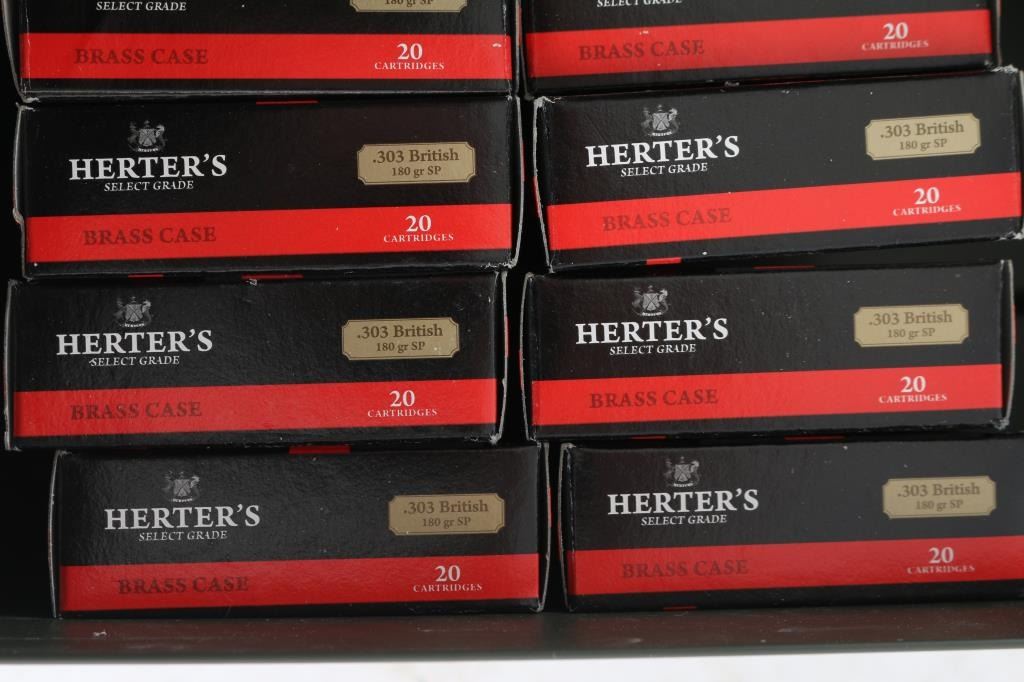 SELECT GRADE
180 gr SP
BRASS CASE
20
CARTRIDGES
SELECT GRADE
BRASS CASE
20
CARTRIDGES
HERTER'S
SELECT GRADE
.303 British
180 gr SP
BRASS CASE
20
CARTRIDGES
HERTER'S
SELECT GRADE
.303 British
180 gr SP
BRASS CASE
20
CARTRIDGES
HERTER'S
SELECT GRADE
.303 British
180 gr SP
BRASS CASE
20
CARTRIDGES
HERTER'S
SELECT GRADE
.303 British
180 gr SP
BRASS CASE
20
CARTRIDGES
HERTER'S
SELECT GRADE
.303 British
180 gr SP
BRASS CASE
20
CARTRIDGES
HERTER'S
SELECT GRADE
.303 British
180 gr SP
BRASS CASE
20
CARTRIDGES